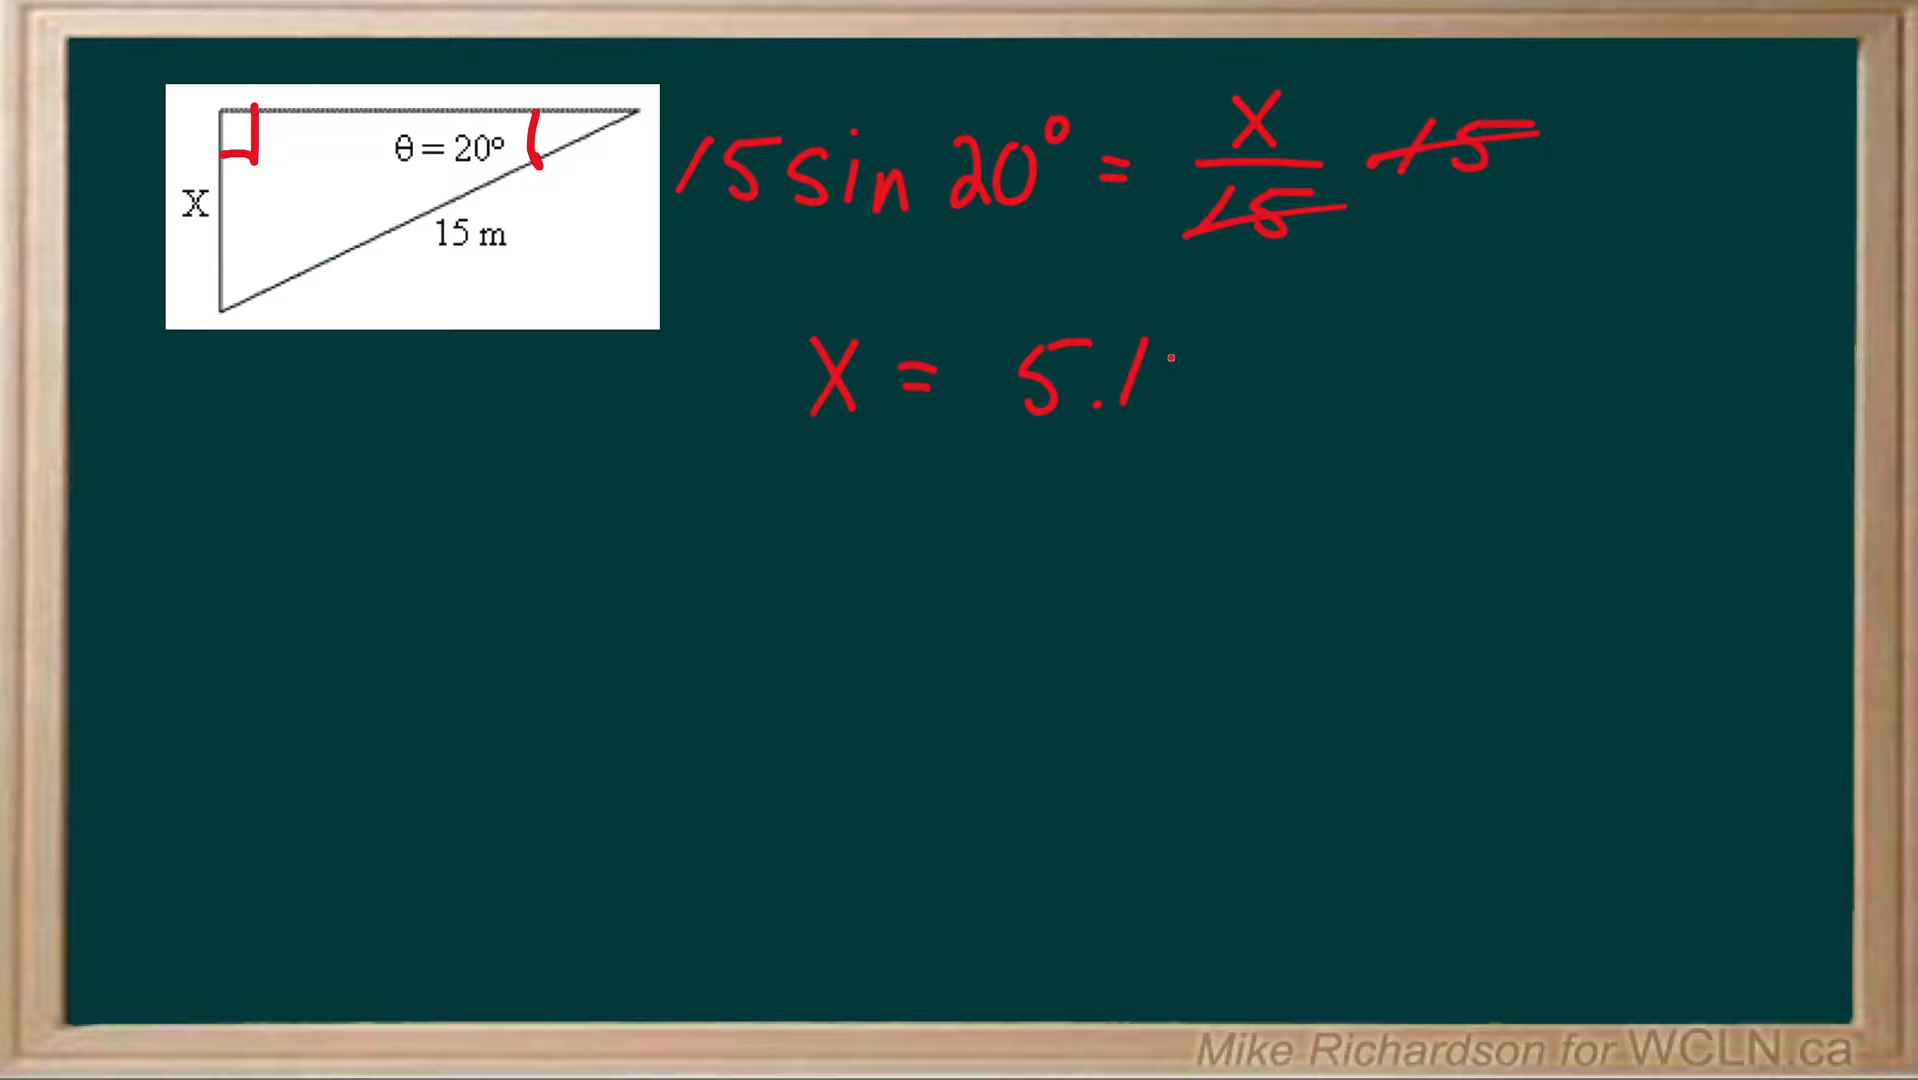 θ = 20°
X
15 m
15 sin 20° = X/15 15
X = 5.1
Mike Richardson for WCLN.ca